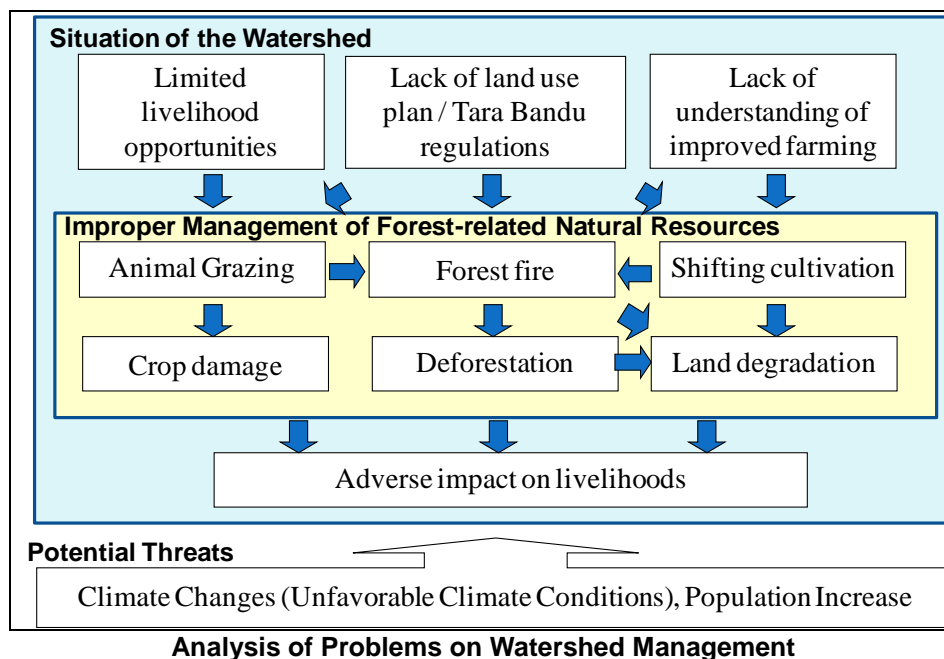 Situation of the Watershed
Limited
livelihood
opportunities
Lack of land use
plan / Tara Bandu
regulations
Lack of
understanding of
improved farming
Improper Management of Forest-related Natural Resources
Animal Grazing
Forest fire
Shifting cultivation
Crop damage
Deforestation
Land degradation
Adverse impact on livelihoods
Potential Threats
Climate Changes (Unfavorable Climate Conditions), Population Increase
Analysis of Problems on Watershed Management